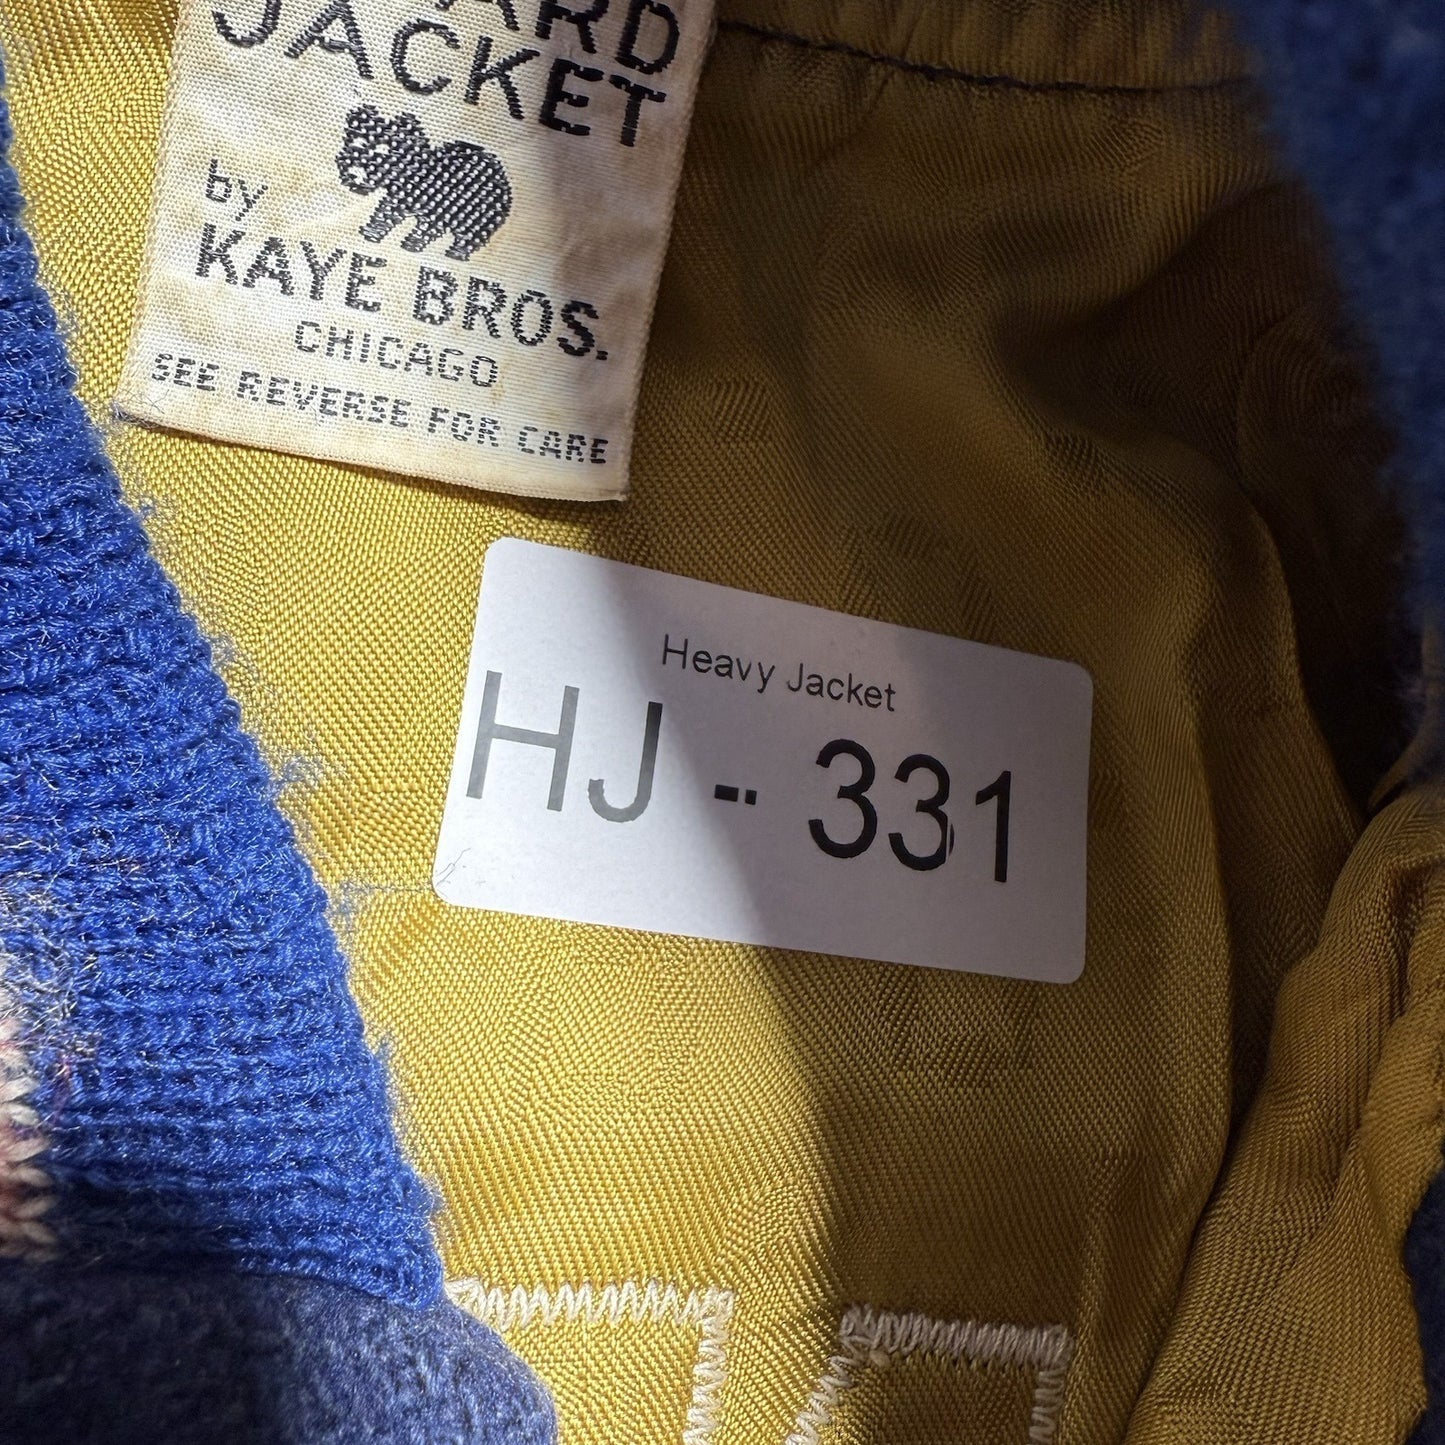 JACKET
by
KAYE BROS.
CHICAGO
SEE REVERSE FOR CARE
Heavy Jacket
HJ - 331